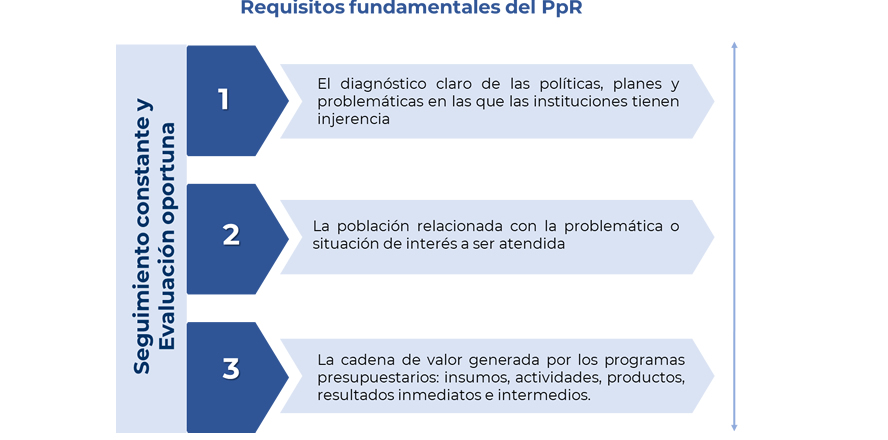 Requisitos fundamentales del PpR
Seguimiento constante y
Evaluación oportuna
1
El diagnóstico claro de las políticas, planes y
problemáticas en las que las instituciones tienen
injerencia
2
La población relacionada con la problemática o
situación de interés a ser atendida
3
La cadena de valor generada por los programas
presupuestarios: insumos, actividades, productos,
resultados inmediatos e intermedios.